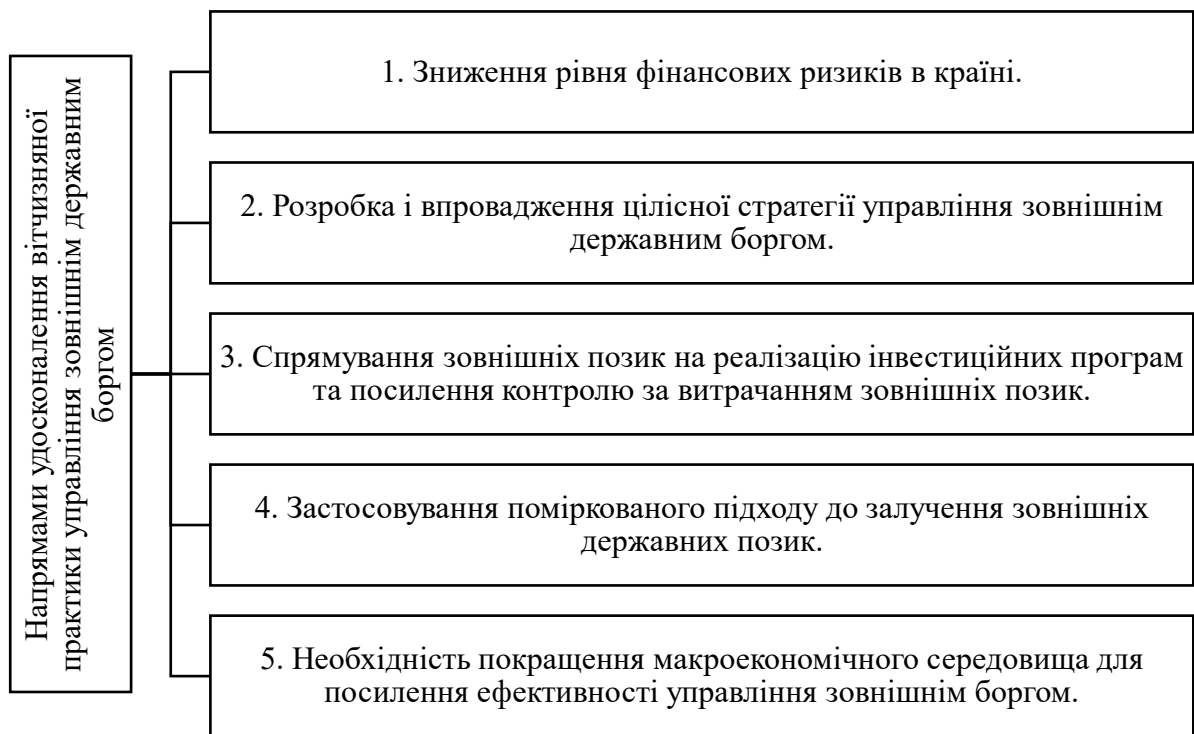 Напрямами удосконалення вітчизняної
практики управління зовнішнім державним
боргом
1. Зниження рівня фінансових ризиків в країні.
2. Розробка і впровадження цілісної стратегії управління зовнішнім
державним боргом.
3. Спрямування зовнішніх позик на реалізацію інвестиційних програм
та посилення контролю за витрачанням зовнішніх позик.
4. Застосовування поміркованого підходу до залучення зовнішніх
державних позик.
5. Необхідність покращення макроекономічного середовища для
посилення ефективності управління зовнішнім боргом.